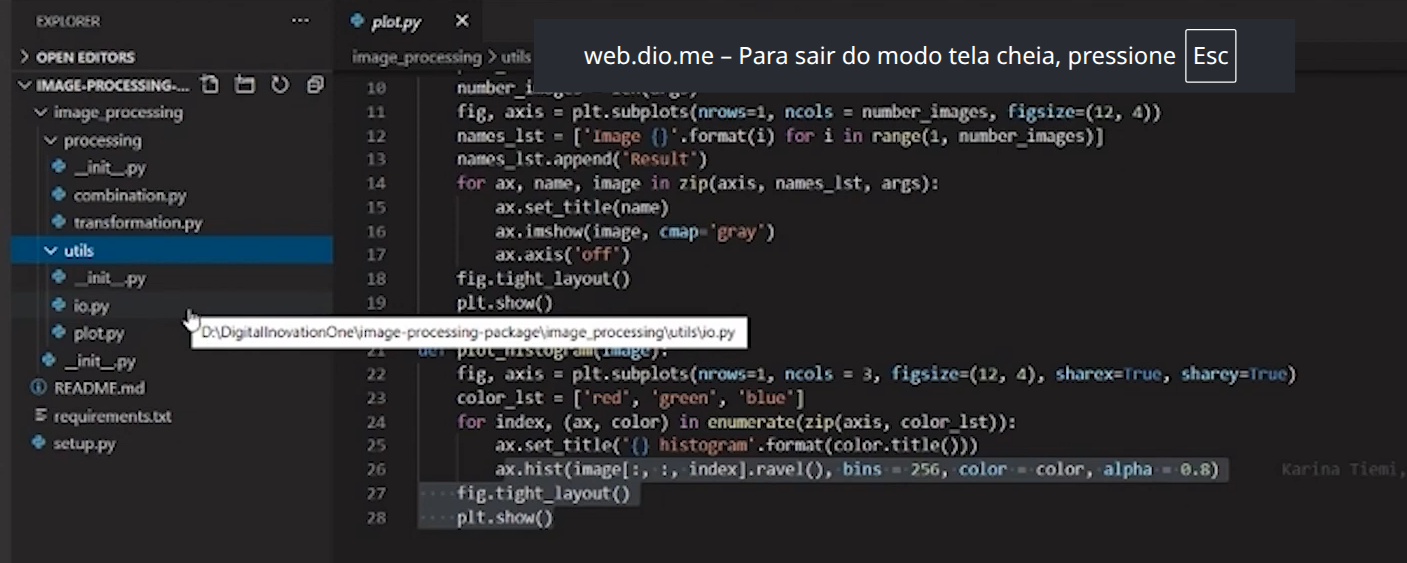 EXPLORER
OPEN EDITORS
IMAGE-PROCESSING-...
image_processing
processing
__init__.py
combination.py
transformation.py
utils
__init__.py
io.py
plot.py
__init__.py
README.md
requirements.txt
setup.py
plot.py
image_processing > utils
web.dio.me – Para sair do modo tela cheia, pressione Esc
10
11 fig, axis = plt.subplots(nrows=1, ncols = number_images, figsize=(12, 4))
12 names_lst = ['Image {}'.format(i) for i in range(1, number_images)]
13 names_lst.append('Result')
14 for ax, name, image in zip(axis, names_lst, args):
15 ax.set_title(name)
16 ax.imshow(image, cmap='gray')
17 ax.axis('off')
18 fig.tight_layout()
19 plt.show()
D:\DigitalInovationOne\image-processing-package\image_processing\utils\io.py
21 def plot_histogram(image):
22 fig, axis = plt.subplots(nrows=1, ncols = 3, figsize=(12, 4), sharex=True, sharey=True)
23 color_lst = ['red', 'green', 'blue']
24 for index, (ax, color) in enumerate(zip(axis, color_lst)):
25 ax.set_title('{} histogram'.format(color.title()))
26 ax.hist(image[:, :, index].ravel(), bins = 256, color = color, alpha = 0.8) Karina Tiemi,
27 fig.tight_layout()
28 plt.show()